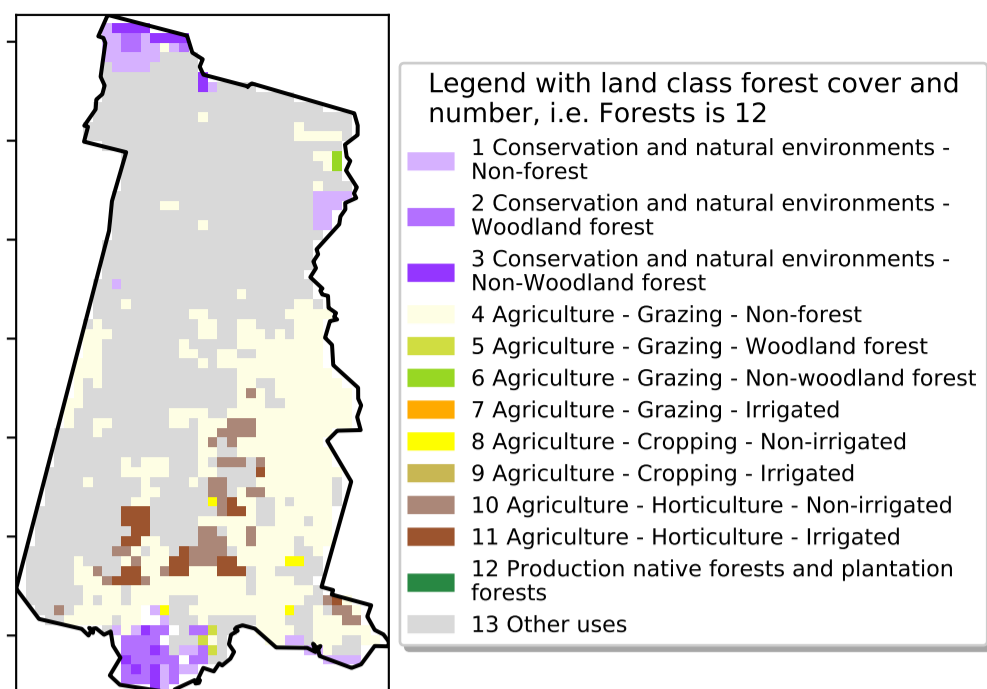 Legend with land class forest cover and
number, i.e. Forests is 12
1 Conservation and natural environments -
Non-forest
2 Conservation and natural environments -
Woodland forest
3 Conservation and natural environments -
Non-Woodland forest
4 Agriculture - Grazing - Non-forest
5 Agriculture - Grazing - Woodland forest
6 Agriculture - Grazing - Non-woodland forest
7 Agriculture - Grazing - Irrigated
8 Agriculture - Cropping - Non-irrigated
9 Agriculture - Cropping - Irrigated
10 Agriculture - Horticulture - Non-irrigated
11 Agriculture - Horticulture - Irrigated
12 Production native forests and plantation
forests
13 Other uses